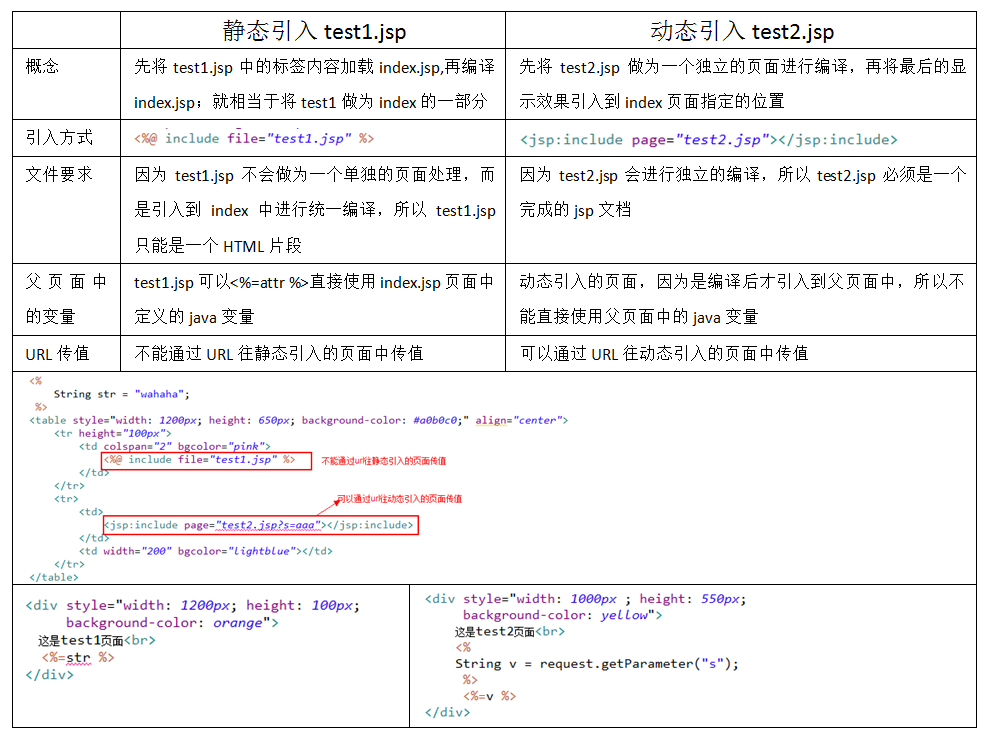 静态引入 test1.jsp
动态引入 test2.jsp
概念
先将 test1.jsp 中的标签内容加载 index.jsp,再编译
index.jsp；就相当于将 test1 做为 index 的一部分
先将 test2.jsp 做为一个独立的页面进行编译，再将最后的显
示效果引入到 index 页面指定的位置
引入方式
<%@ include file="test1.jsp" %>
<jsp:include page="test2.jsp"></jsp:include>
文件要求
因为 test1.jsp 不会做为一个单独的页面处理，而
是引入到 index 中进行统一编译，所以 test1.jsp
只能是一个 HTML 片段
因为 test2.jsp 会进行独立的编译，所以 test2.jsp 必须是一个
完成的 jsp 文档
父页面中
的变量
test1.jsp 可以<%=attr %>直接使用 index.jsp 页面中
定义的 java 变量
动态引入的页面，因为是编译后才引入到父页面中，所以不
能直接使用父页面中的 java 变量
URL 传值
不能通过 URL 往静态引入的页面中传值
可以通过 URL 往动态引入的页面中传值
<%
String str = "wahaha";
%>
<table style="width: 1200px; height: 650px; background-color: #a0b0c0;" align="center">
<tr height="100px">
<td colspan="2" bgcolor="pink">
<%@ include file="test1.jsp" %> 不能通过url往静态引入的页面传值
</td>
</tr>
<tr>
<td> 可以通过url往动态引入的页面传值
<jsp:include page="test2.jsp?s=aaa"></jsp:include>
</td>
<td width="200" bgcolor="lightblue"></td>
</tr>
</table>
<div style="width: 1200px; height: 100px;
background-color: orange">
这是test1页面<br>
<%=str %>
</div>
<div style="width: 1000px ; height: 550px;
background-color: yellow">
这是test2页面<br>
<%
String v = request.getParameter("s");
%>
<%=v %>
</div>